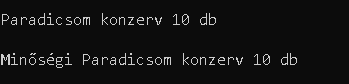 Paradicsom konzerv 10 db
Minőségi Paradicsom konzerv 10 db